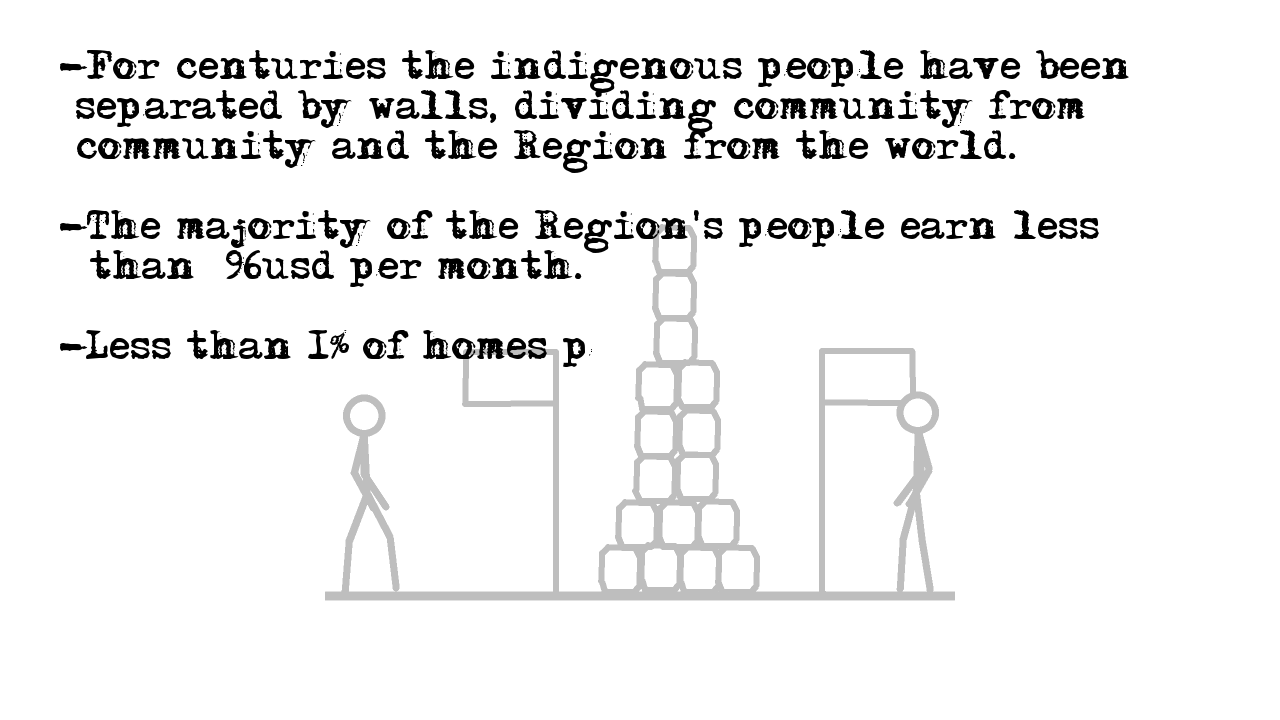 -For centuries the indigenous people have been
separated by walls, dividing community from
community and the Region from the world.
-The majority of the Region's people earn less
than 96usd per month.
-Less than 1% of homes p